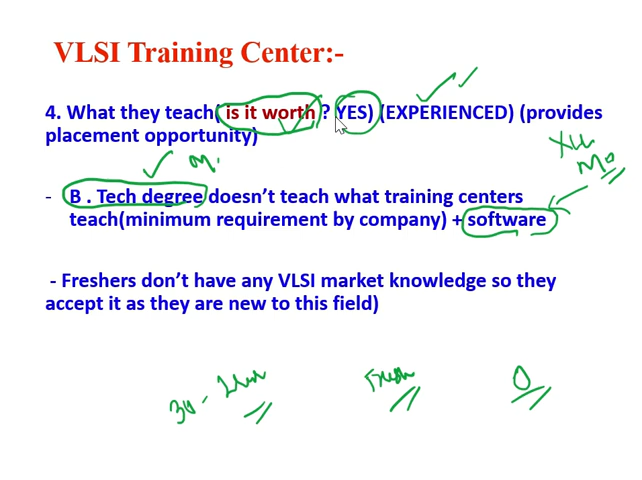 VLSI Training Center:-
4. What they teach( is it worth ? YES) (EXPERIENCED) (provides
placement opportunity)
- B . Tech degree doesn't teach what training centers
teach(minimum requirement by company) + software
- Freshers don't have any VLSI market knowledge so they
accept it as they are new to this field)
Fresh
0